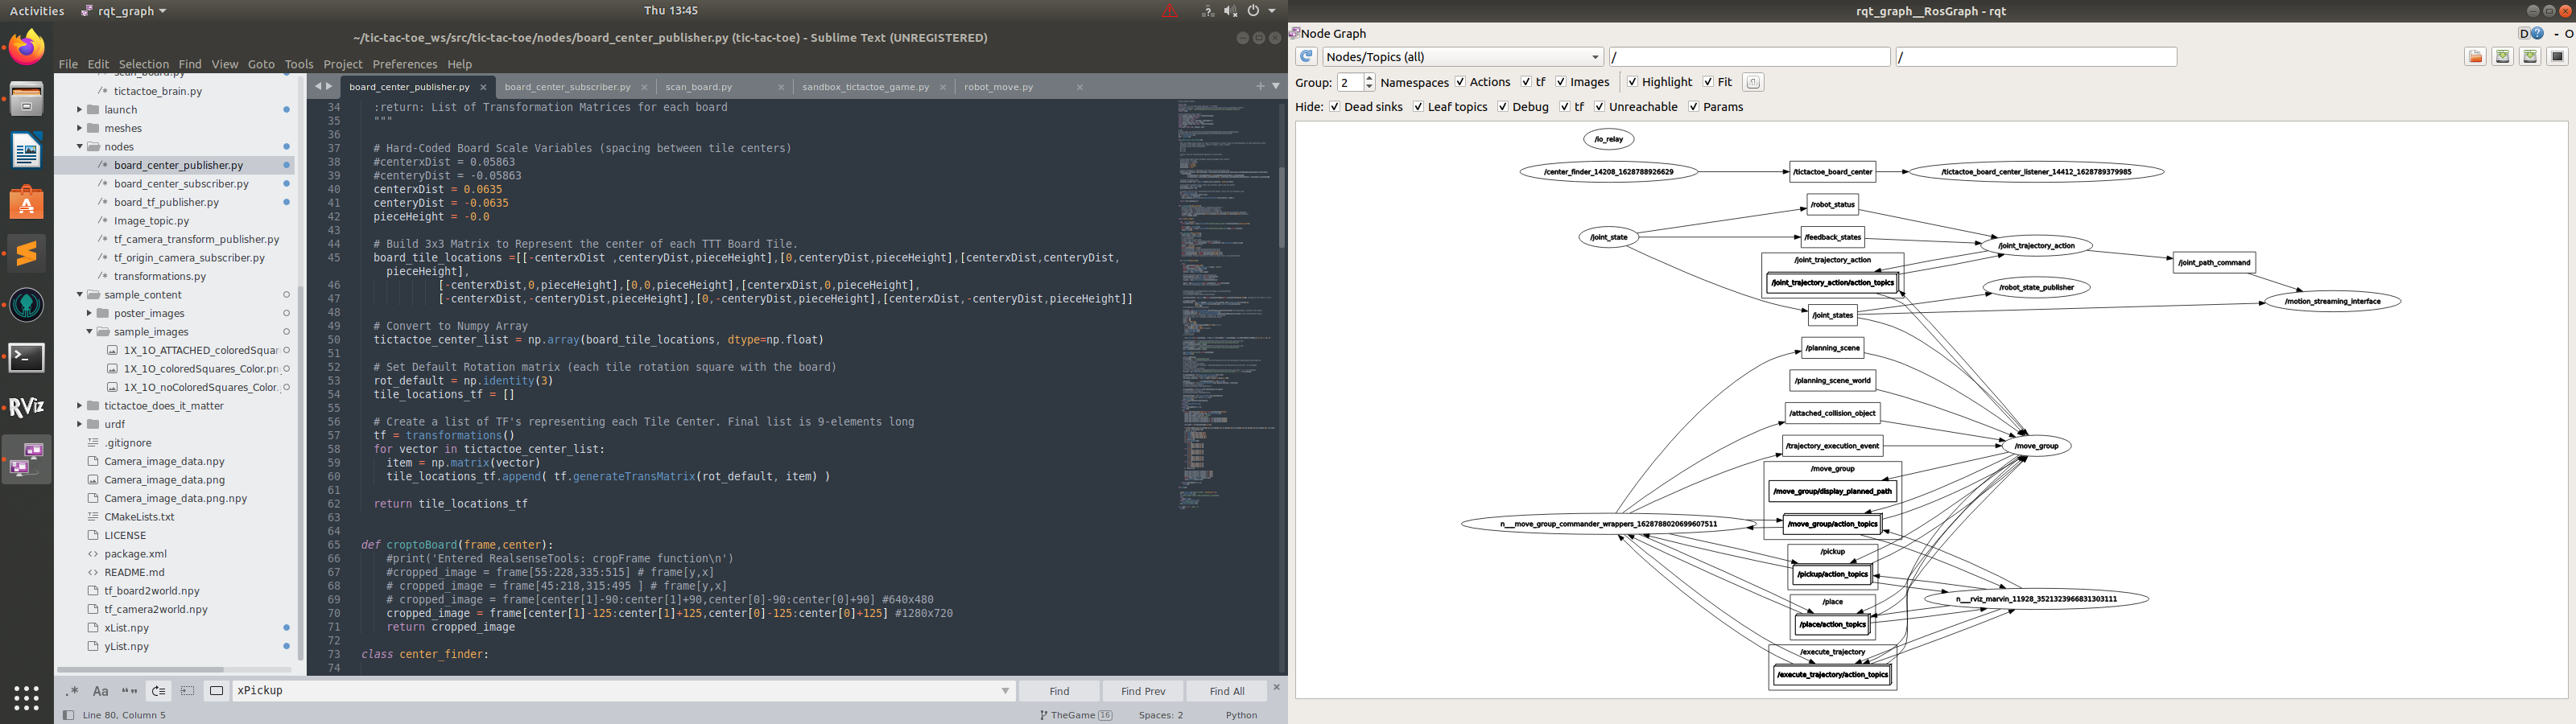 Activities
rqt_graph
Thu 13:45
~/tic-tac-toe_ws/src/tic-tac-toe/nodes/board_center_publisher.py (tic-tac-toe) - Sublime Text (UNREGISTERED)
File Edit Selection Find View Goto Tools Project Preferences Help
scan_board.py
/* tictactoe_brain.py
launch
meshes
nodes
/* board_center_publisher.py
/* board_center_subscriber.py
/* board_tf_publisher.py
/* Image_topic.py
/* tf_camera_transform_publisher.py
/* tf_origin_camera_subscriber.py
/* transformations.py
sample_content
poster_images
sample_images
1X_1O_ATTACHED_coloredSquar
1X_1O_coloredSquares_Color.pn
1X_1O_noColoredSquares_Color.
tictactoe_does_it_matter
urdf
.gitignore
Camera_image_data.npy
Camera_image_data.png
Camera_image_data.png.npy
CMakeLists.txt
LICENSE
<> package.xml
<> README.md
tf_board2world.npy
tf_camera2world.npy
xList.npy
yList.npy
RViz
board_center_publisher.py × board_center_subscriber.py × scan_board.py × sandbox_tictactoe_game.py × robot_move.py ×
34 :return: List of Transformation Matrices for each board
35 """
36
37 # Hard-Coded Board Scale Variables (spacing between tile centers)
38 #centerxDist = 0.05863
39 #centeryDist = -0.05863
40 centerxDist = 0.0635
41 centeryDist = -0.0635
42 pieceHeight = -0.0
43
44 # Build 3x3 Matrix to Represent the center of each TTT Board Tile.
45 board_tile_locations =[[-centerxDist ,centeryDist,pieceHeight],[0,centeryDist,pieceHeight],[centerxDist,centeryDist,
pieceHeight],
46 [-centerxDist,0,pieceHeight],[0,0,pieceHeight],[centerxDist,0,pieceHeight],
47 [-centerxDist,-centeryDist,pieceHeight],[0,-centeryDist,pieceHeight],[centerxDist,-centeryDist,pieceHeight]]
48
49 # Convert to Numpy Array
50 tictactoe_center_list = np.array(board_tile_locations, dtype=np.float)
51
52 # Set Default Rotation matrix (each tile rotation square with the board)
53 rot_default = np.identity(3)
54 tile_locations_tf = []
55
56 # Create a list of TF's representing each Tile Center. Final list is 9-elements long
57 tf = transformations()
58 for vector in tictactoe_center_list:
59 item = np.matrix(vector)
60 tile_locations_tf.append( tf.generateTransMatrix(rot_default, item) )
61
62 return tile_locations_tf
63
64
65 def croptoBoard(frame,center):
66 #print('Entered RealsenseTools: cropFrame function\n')
67 #cropped_image = frame[55:228,335:515] # frame[y,x]
68 # cropped_image = frame[45:218,315:495 ] # frame[y,x]
69 # cropped_image = frame[center[1]-90:center[1]+90,center[0]-90:center[0]+90] #640x480
70 cropped_image = frame[center[1]-125:center[1]+125,center[0]-125:center[0]+125] #1280x720
71 return cropped_image
72
73 class center_finder:
74
.* Aa “” xPickup Find Find Prev Find All ×
Line 80, Column 5 TheGame 16 Spaces: 2 Python
rqt_graph__RosGraph - rqt
Node Graph
D ? - O
Nodes/Topics (all) / /
Group: 2 Namespaces Actions tf Images Highlight Fit
Hide: Dead sinks Leaf topics Debug tf Unreachable Params
/io_relay
/center_finder_14208_1628788926629 /tictactoe_board_center /tictactoe_board_center_listener_14412_1628789379985
/robot_status
/joint_state /feedback_states /joint_trajectory_action
/joint_trajectory_action /joint_path_command
/joint_trajectory_action/action_topics /robot_state_publisher
/motion_streaming_interface
/joint_states
/planning_scene
/planning_scene_world
/attached_collision_object
/trajectory_execution_event /move_group
/move_group
/move_group/display_planned_path
n___move_group_commander_wrappers_1628788020699607511 /move_group/action_topics
/pickup
/pickup/action_topics
/place n___rviz_marvin_11928_3521323966831303111
/place/action_topics
/execute_trajectory
/execute_trajectory/action_topics